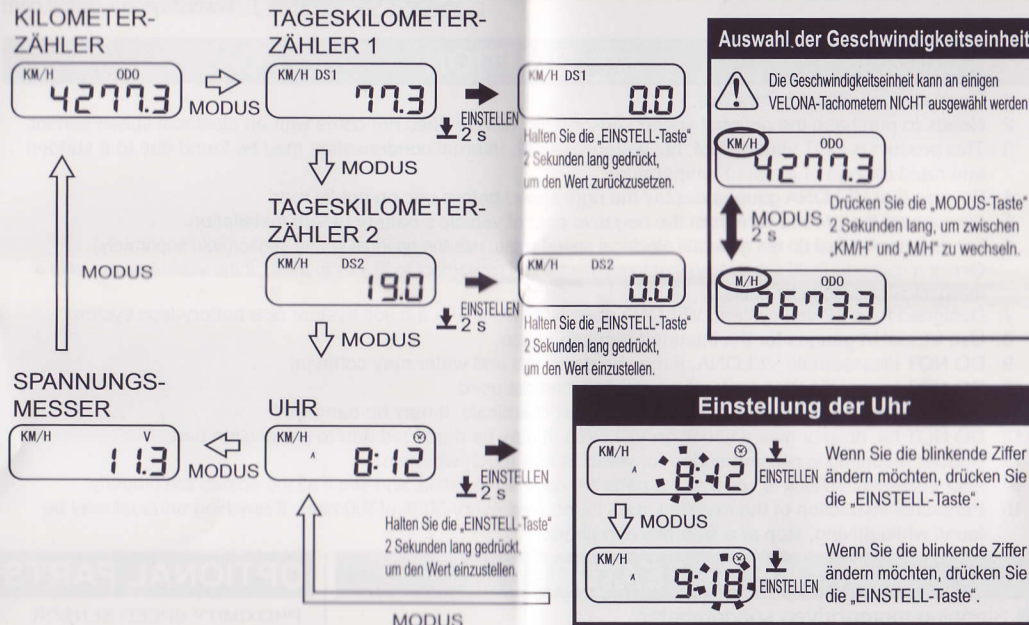 KILOMETER-
ZÄHLER
KM/H ODO
4277.3
MODUS
TAGESKILOMETER-
ZÄHLER 1
KM/H DS1
77.3
EINSTELLEN
2 s
KM/H DS1
0.0
Halten Sie die „EINSTELL-Taste"
2 Sekunden lang gedrückt,
um den Wert zurückzusetzen.
MODUS
TAGESKILOMETER-
ZÄHLER 2
KM/H DS2
19.0
EINSTELLEN
2 s
KM/H DS2
0.0
Halten Sie die „EINSTELL-Taste"
2 Sekunden lang gedrückt,
um den Wert einzustellen.
MODUS
UHR
KM/H
A 8:12
EINSTELLEN
2 s
Halten Sie die „EINSTELL-Taste"
2 Sekunden lang gedrückt,
um den Wert einzustellen.
MODUS
MODUS
SPANNUNGS-
MESSER
KM/H V
11.3
MODUS
Auswahl der Geschwindigkeitseinheit
Die Geschwindigkeitseinheit kann an einigen
VELONA-Tachometern NICHT ausgewählt werden
KM/H ODO
4277.3
MODUS
2 s
Drücken Sie die „MODUS-Taste"
2 Sekunden lang, um zwischen
„KM/H" und „M/H" zu wechseln.
M/H ODO
2673.3
Einstellung der Uhr
KM/H
A 8:12
EINSTELLEN
Wenn Sie die blinkende Ziffer
ändern möchten, drücken Sie
die „EINSTELL-Taste".
MODUS
KM/H
A 9:18
EINSTELLEN
Wenn Sie die blinkende Ziffer
ändern möchten, drücken Sie
die „EINSTELL-Taste".